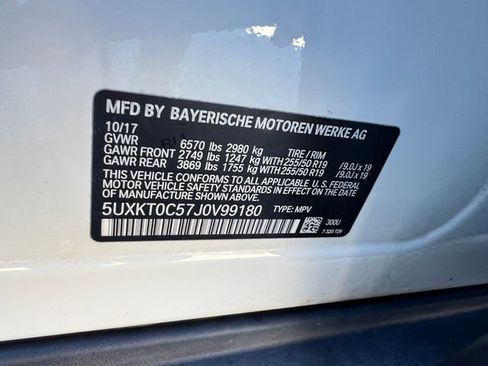 MFD BY BAYERISCHE MOTOREN WERKE AG
10/17
GVWR 6570 lbs 2980 kg TIRE / RIM
GAWR FRONT 2749 lbs 1247 kg WITH 255/50 R19 /9.0J x 19
GAWR REAR 3869 lbs 1755 kg WITH 255/50 R19 /9.0J x 19
THIS VEHICLE CONFORMS TO ALL APPLICABLE U.S. FEDERAL
MOTOR VEHICLE SAFETY STANDARDS IN EFFECT ON THE DATE OF
MANUFACTURE SHOWN ABOVE.
5UXKT0C57J0V99180 TYPE: MPV
300U
7 320 729